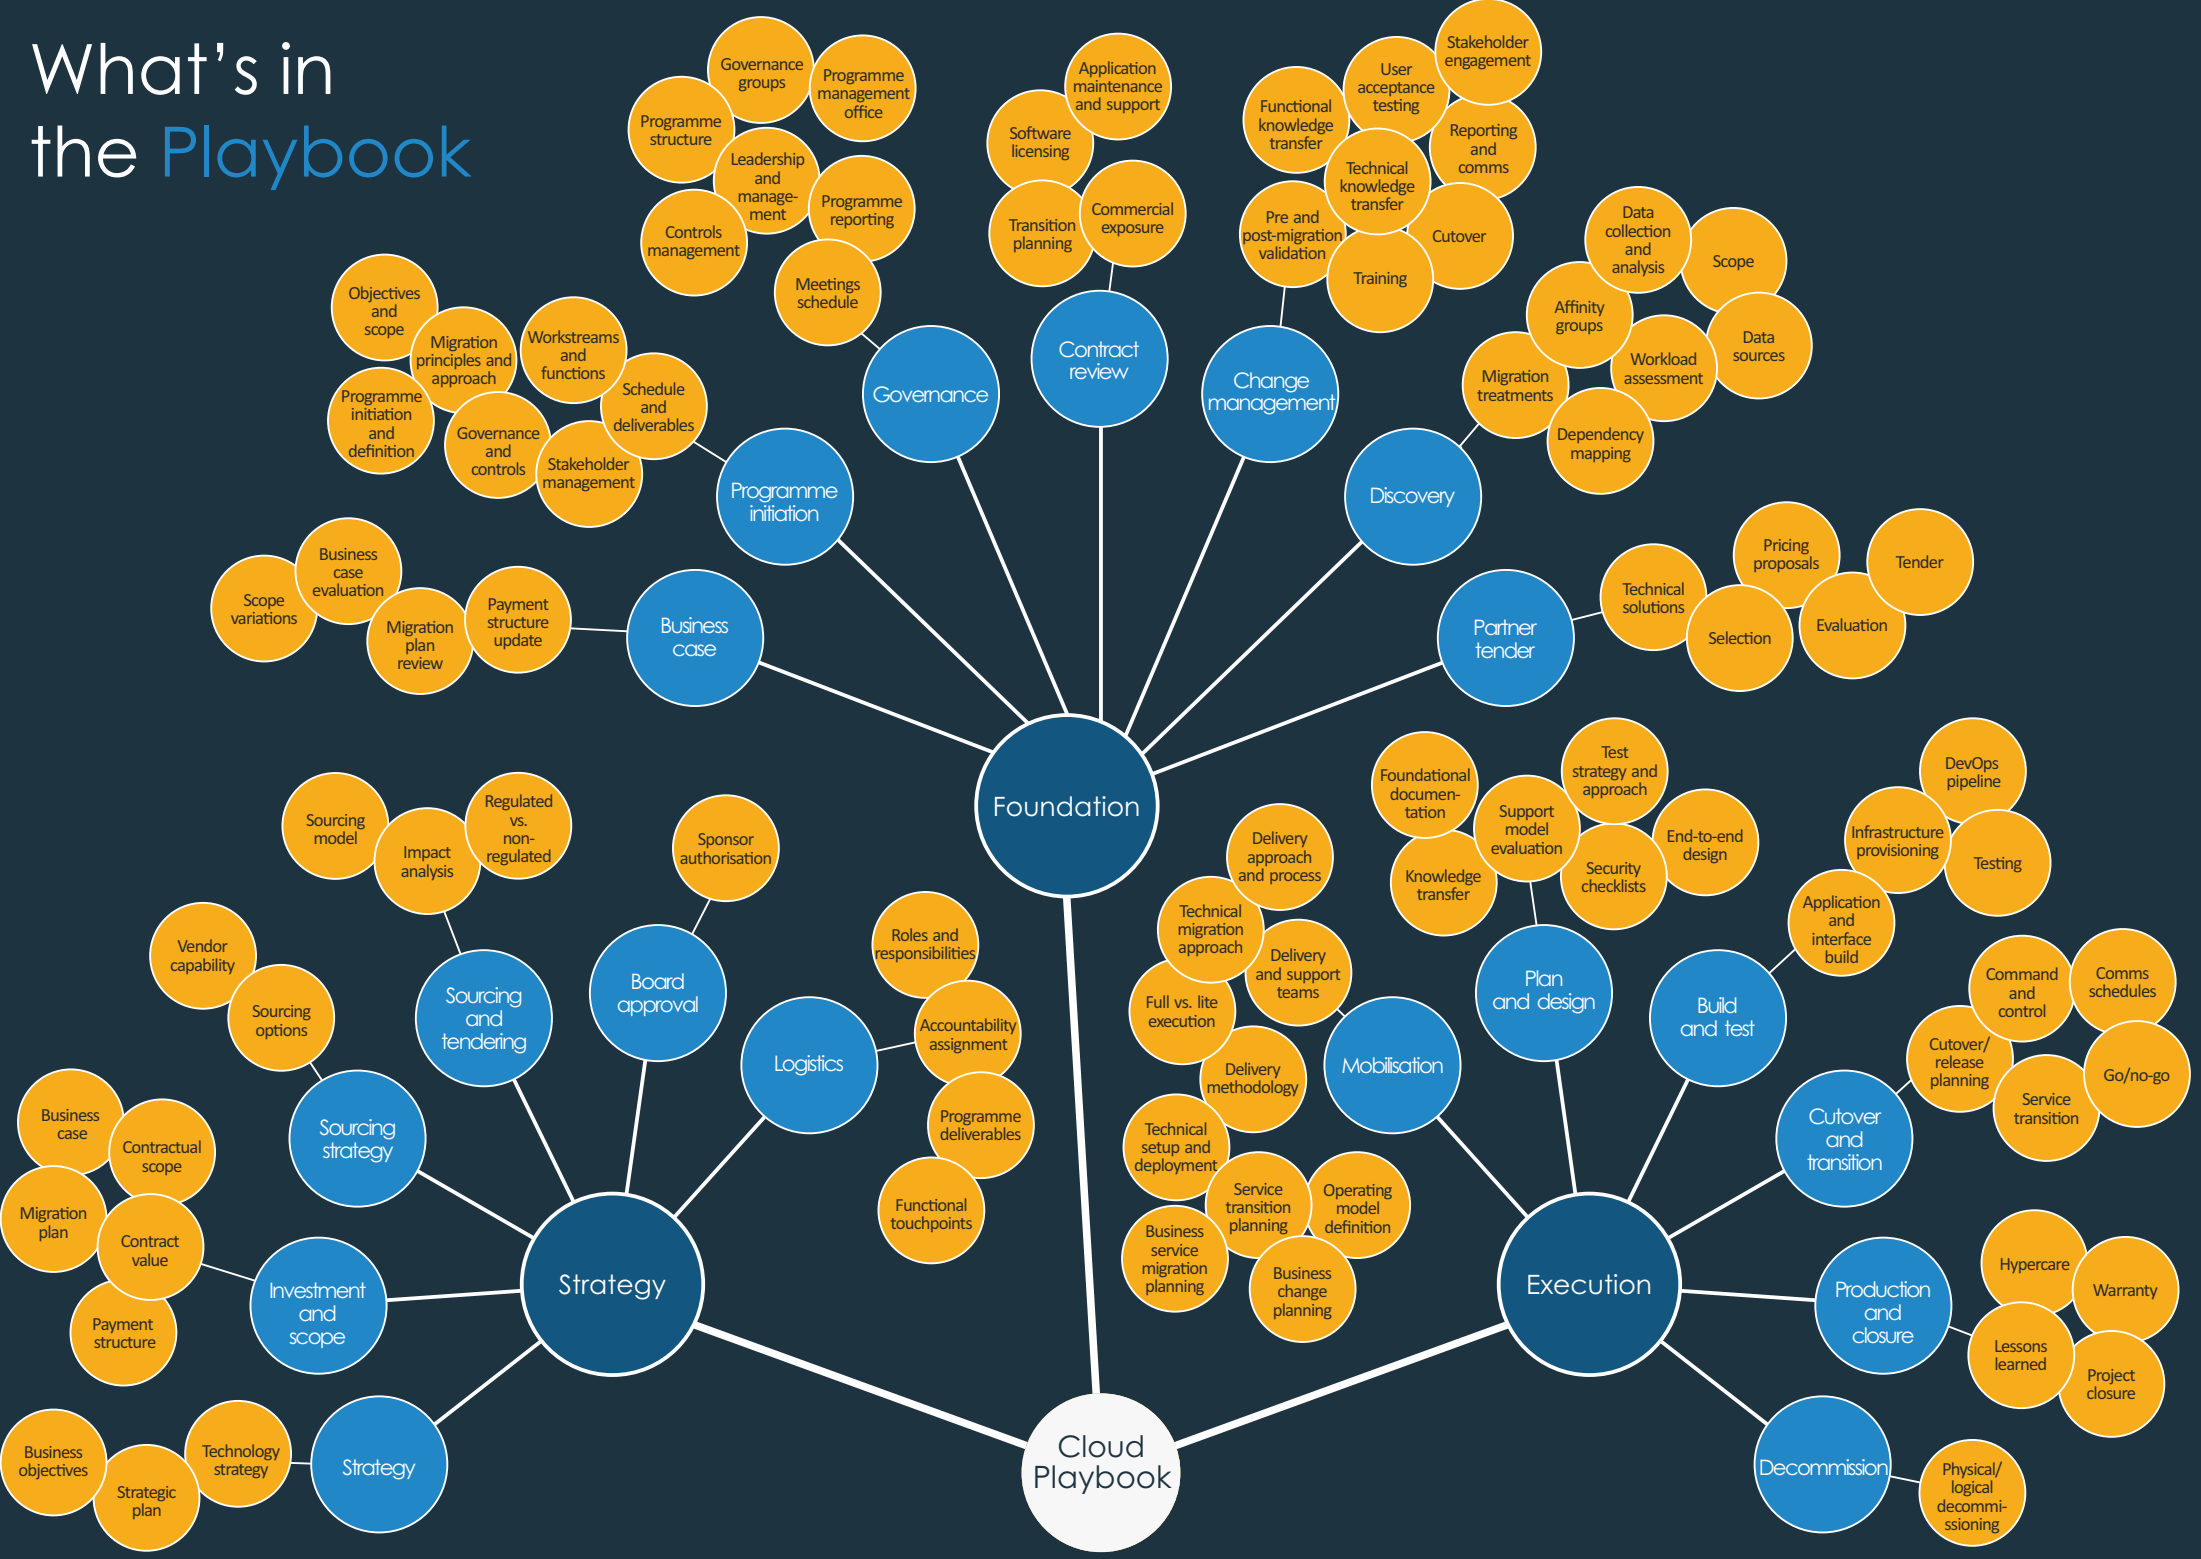 What's in
the Playbook
Governance
groups
Programme
management
office
Programme
structure
Leadership
and
manage-
ment
Programme
reporting
Controls
management
Meetings
schedule
Governance
Application
maintenance
and support
Software
licensing
Transition
planning
Commercial
exposure
Contract
review
Stakeholder
engagement
User
acceptance
testing
Functional
knowledge
transfer
Reporting
and
comms
Technical
knowledge
transfer
Pre and
post-migration
validation
Cutover
Training
Change
management
Data
collection
and
analysis
Scope
Affinity
groups
Data
sources
Workload
assessment
Migration
treatments
Dependency
mapping
Discovery
Objectives
and
scope
Migration
principles and
approach
Workstreams
and
functions
Schedule
and
deliverables
Programme
initiation
and
definition
Governance
and
controls
Stakeholder
management
Programme
initiation
Business
case
evaluation
Scope
variations
Migration
plan
review
Payment
structure
update
Business
case
Pricing
proposals
Tender
Technical
solutions
Selection
Evaluation
Partner
tender
Foundation
Sourcing
model
Impact
analysis
Regulated
vs.
non-
regulated
Sourcing
and
tendering
Sponsor
authorisation
Board
approval
Roles and
responsibilities
Accountability
assignment
Programme
deliverables
Functional
touchpoints
Logistics
Vendor
capability
Sourcing
options
Sourcing
strategy
Business
case
Contractual
scope
Migration
plan
Contract
value
Payment
structure
Investment
and
scope
Business
objectives
Strategic
plan
Technology
strategy
Strategy
Strategy
Delivery
approach
and process
Technical
migration
approach
Delivery
and support
teams
Full vs. lite
execution
Delivery
methodology
Technical
setup and
deployment
Service
transition
planning
Operating
model
definition
Business
service
migration
planning
Business
change
planning
Mobilisation
Foundational
documen-
tation
Test
strategy and
approach
Support
model
evaluation
End-to-end
design
Knowledge
transfer
Security
checklists
Plan
and design
DevOps
pipeline
Infrastructure
provisioning
Testing
Application
and
interface
build
Build
and test
Command
and
control
Comms
schedules
Cutover/
release
planning
Go/no-go
Service
transition
Cutover
and
transition
Hypercare
Warranty
Lessons
learned
Project
closure
Production
and
closure
Physical/
logical
decommi-
ssioning
Decommission
Execution
Cloud
Playbook